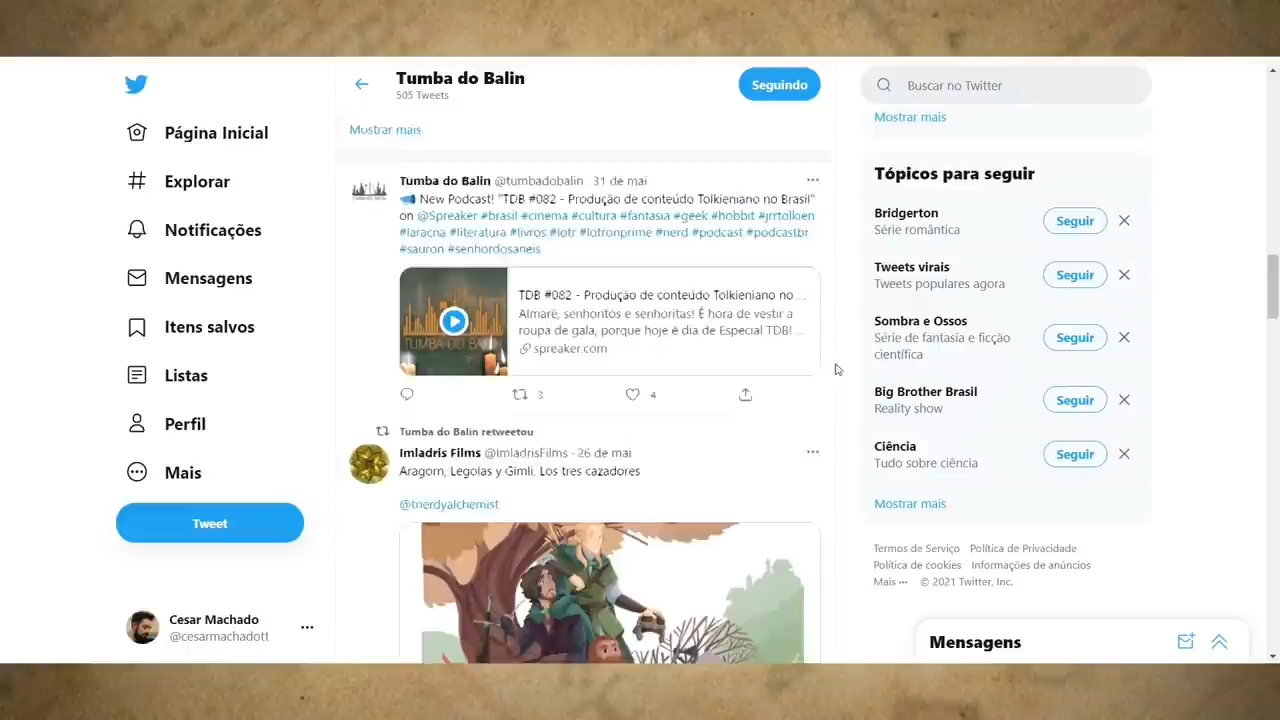 Página Inicial
Explorar
Notificações
Mensagens
Itens salvos
Listas
Perfil
Mais
Tweet
Cesar Machado
@cesarmachadott
Tumba do Balin
505 Tweets
Seguindo
Mostrar mais
Tumba do Balin @tumbadobalin · 31 de mai
New Podcast! "TDB #082 - Produção de conteúdo Tolkieniano no Brasil"
on @Spreaker #brasil #cinema #cultura #fantasia #geek #hobbit #jrrtolkien
#laracna #literatura #livros #lotr #lotronprime #nerd #podcast #podcastbr
#sauron #senhordosaneis
TUMBA DO BALIN
TDB #082 - Produção de conteúdo Tolkieniano no ...
Almarë, senhoritos e senhoritas! É hora de vestir a
roupa de gala, porque hoje é dia de Especial TDB! ...
spreaker.com
3
4
Tumba do Balin retweetou
Imladris Films @ImladrisFilms · 26 de mai
Aragorn, Legolas y Gimli. Los tres cazadores
@tnerdyalchemist
Buscar no Twitter
Mostrar mais
Tópicos para seguir
Bridgerton
Série romântica
Seguir
Tweets virais
Tweets populares agora
Seguir
Sombra e Ossos
Série de fantasia e ficção
científica
Seguir
Big Brother Brasil
Reality show
Seguir
Ciência
Tudo sobre ciência
Seguir
Mostrar mais
Termos de Serviço Política de Privacidade
Política de cookies Informações de anúncios
Mais ··· © 2021 Twitter, Inc.
Mensagens